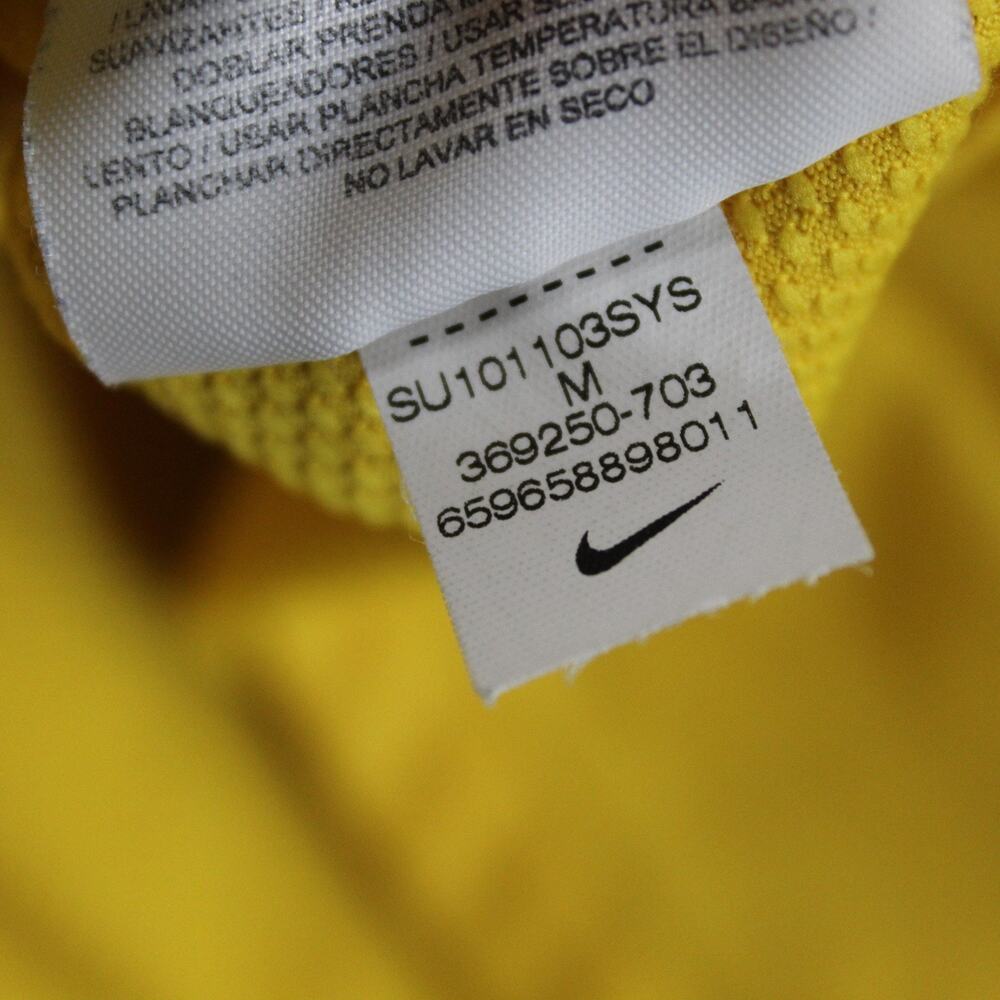 SUAVIZANTES
DOBLAR PRENDA
BLANQUEADORES / USAR
LENTO / USAR PLANCHA TEMPERATURA
PLANCHAR DIRECTAMENTE SOBRE EL DISEÑO /
NO LAVAR EN SECO
SU101103SYS
M
369250-703
659658898011